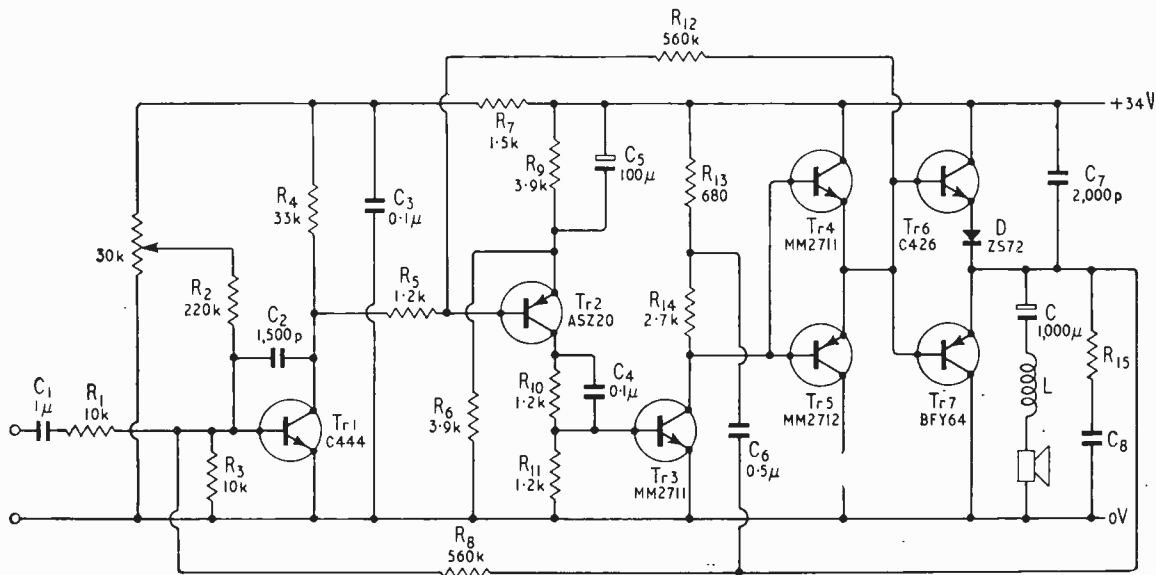 R12
560k
+34V
R7
1·5k
R9
3·9k
C5
100μ
R13
680
C7
2,000p
R4
33k
C3
0·1μ
Tr4
MM2711
Tr6
C426
D
ZS72
30k
R2
220k
R5
1·2k
Tr2
ASZ20
R14
2·7k
C2
1,500p
C
1,000μ
R15
C4
0·1μ
R10
1·2k
L
C1
1μ
R1
10k
Tr1
C444
R6
3·9k
Tr5
MM2712
Tr7
BFY64
C6
0·5μ
C8
R3
10k
R11
1·2k
Tr3
MM2711
0V
R8
560k